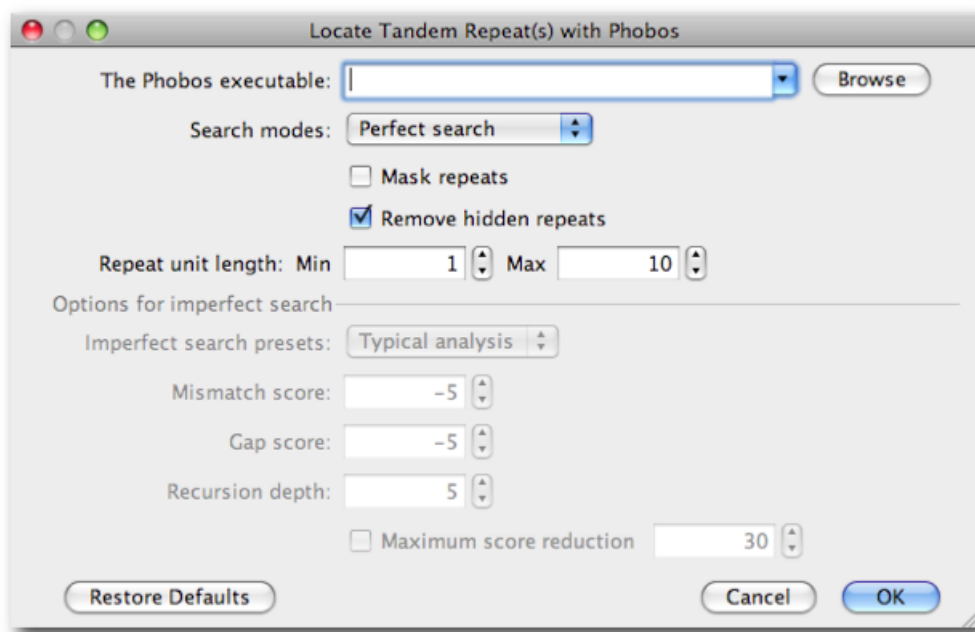 Locate Tandem Repeat(s) with Phobos
The Phobos executable: Browse
Search modes: Perfect search
Mask repeats
Remove hidden repeats
Repeat unit length: Min 1 Max 10
Options for imperfect search
Imperfect search presets: Typical analysis
Mismatch score: -5
Gap score: -5
Recursion depth: 5
Maximum score reduction 30
Restore Defaults Cancel OK